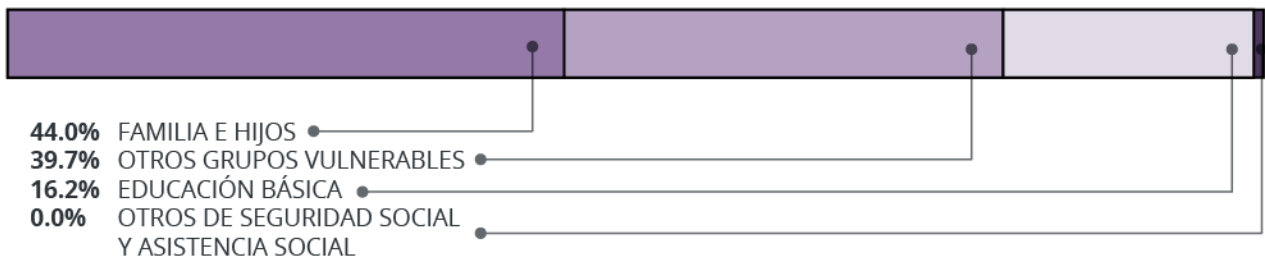 44.0% FAMILIA E HIJOS
39.7% OTROS GRUPOS VULNERABLES
16.2% EDUCACIÓN BÁSICA
0.0% OTROS DE SEGURIDAD SOCIAL
Y ASISTENCIA SOCIAL